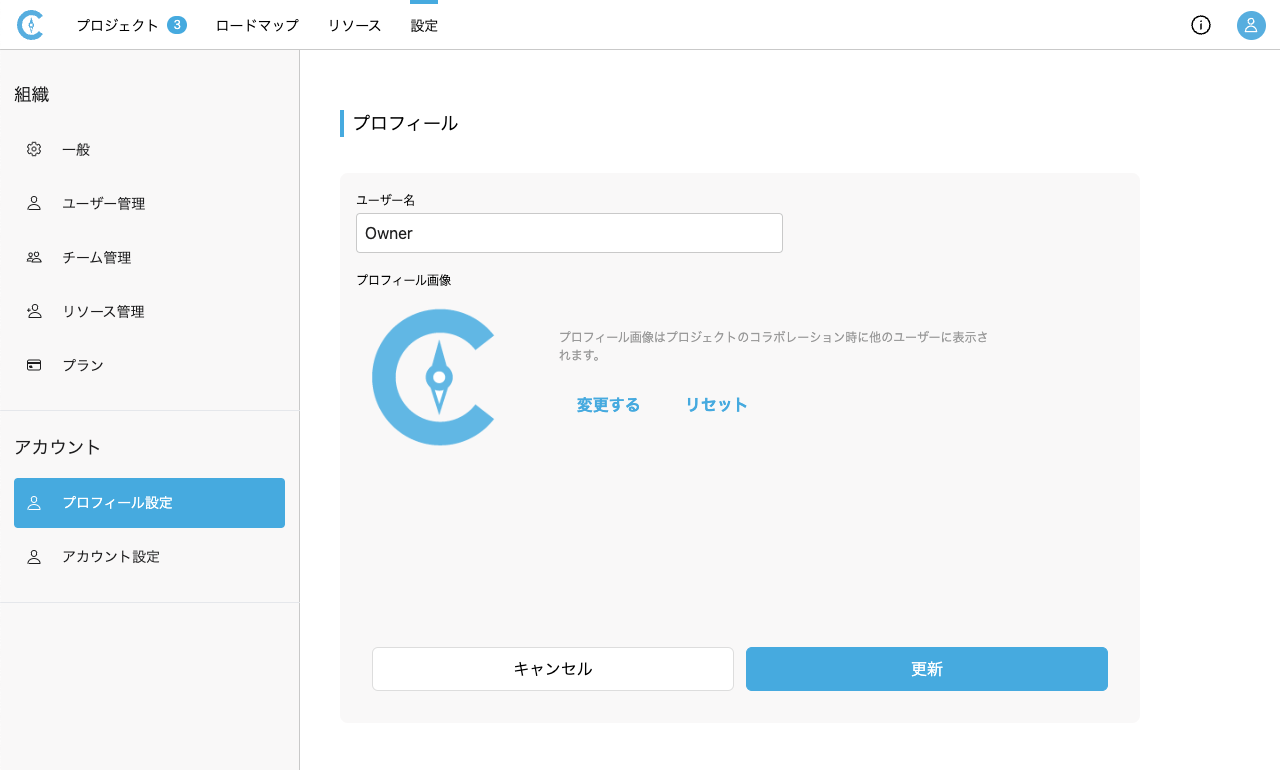 プロジェクト 3 ロードマップ リソース 設定
組織
一般
ユーザー管理
チーム管理
リソース管理
プラン
アカウント
プロフィール設定
アカウント設定
プロフィール
ユーザー名
Owner
プロフィール画像
プロフィール画像はプロジェクトのコラボレーション時に他のユーザーに表示さ
れます。
変更する リセット
キャンセル 更新